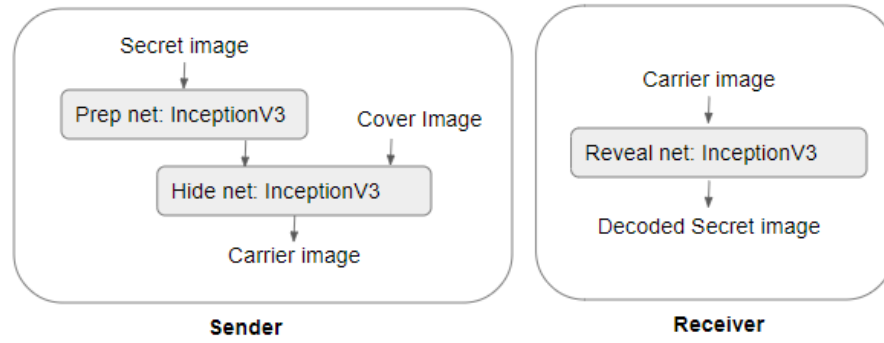 Secret image
Prep net: InceptionV3
Cover Image
Hide net: InceptionV3
Carrier image
Sender
Carrier image
Reveal net: InceptionV3
Decoded Secret image
Receiver